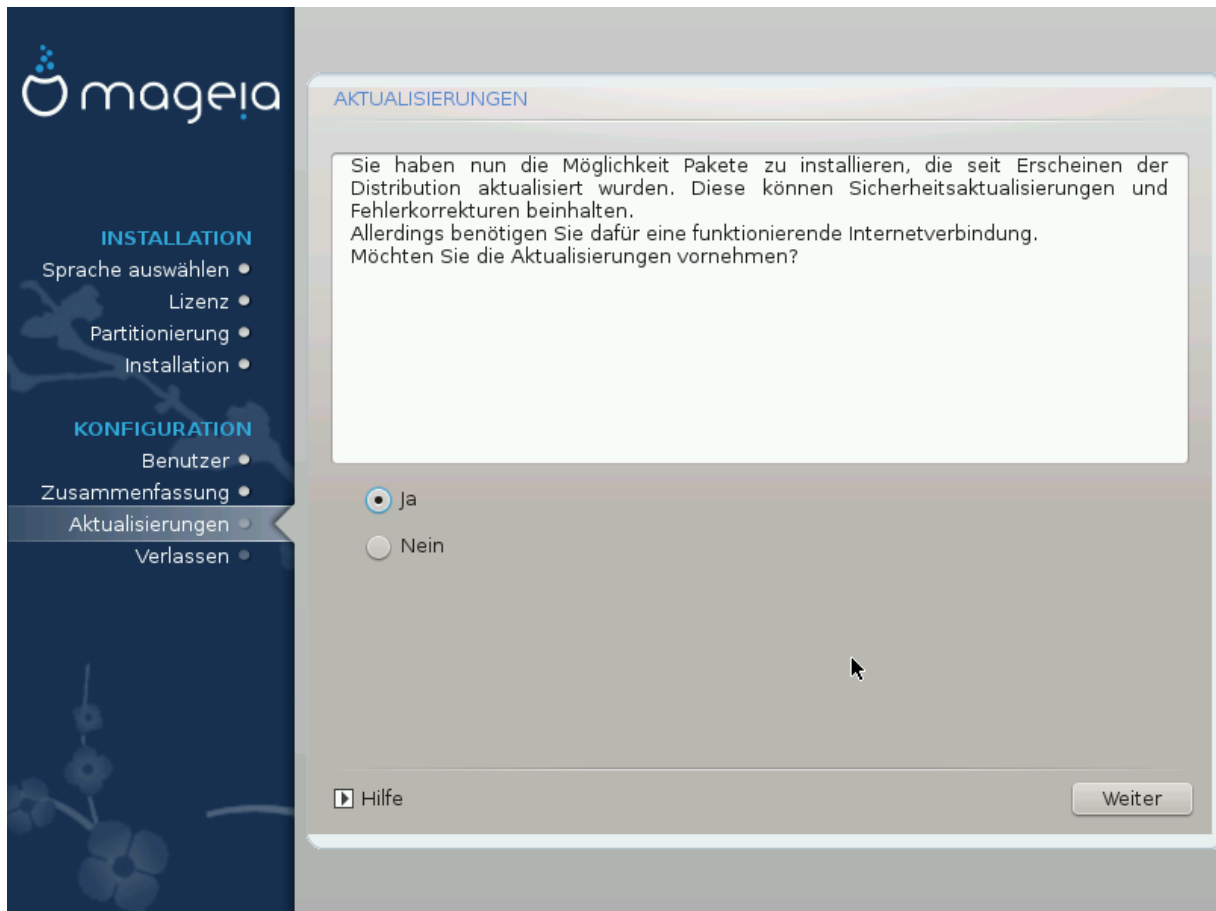 mageia
INSTALLATION
Sprache auswählen
Lizenz
Partitionierung
Installation
KONFIGURATION
Benutzer
Zusammenfassung
Aktualisierungen
Verlassen
AKTUALISIERUNGEN
Sie haben nun die Möglichkeit Pakete zu installieren, die seit Erscheinen der
Distribution aktualisiert wurden. Diese können Sicherheitsaktualisierungen und
Fehlerkorrekturen beinhalten.
Allerdings benötigen Sie dafür eine funktionierende Internetverbindung.
Möchten Sie die Aktualisierungen vornehmen?
Ja
Nein
Hilfe
Weiter